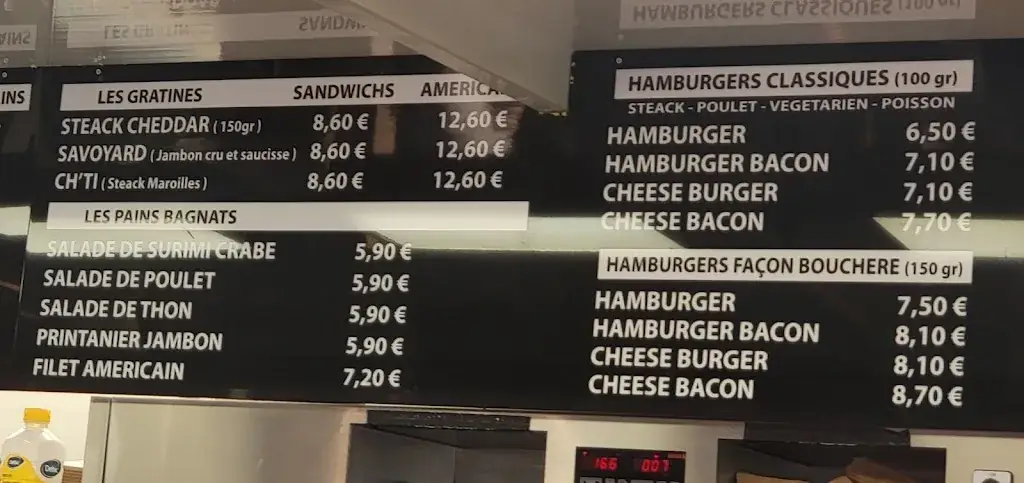 INS
LES GRATINES SANDWICHS AMERICA
STEACK CHEDDAR (150gr) 8,60 € 12,60 €
SAVOYARD (Jambon cru et saucisse) 8,60 € 12,60 €
CH'TI (Steack Maroilles) 8,60 € 12,60 €
LES PAINS BAGNATS
SALADE DE SURIMI CRABE 5,90 €
SALADE DE POULET 5,90 €
SALADE DE THON 5,90 €
PRINTANIER JAMBON 5,90 €
FILET AMERICAIN 7,20 €
HAMBURGERS CLASSIQUES (100 gr)
STEACK - POULET - VEGETARIEN - POISSON
HAMBURGER 6,50 €
HAMBURGER BACON 7,10 €
CHEESE BURGER 7,10 €
CHEESE BACON 7,70 €
HAMBURGERS FAÇON BOUCHERE (150 gr)
HAMBURGER 7,50 €
HAMBURGER BACON 8,10 €
CHEESE BURGER 8,10 €
CHEESE BACON 8,70 €
166 007